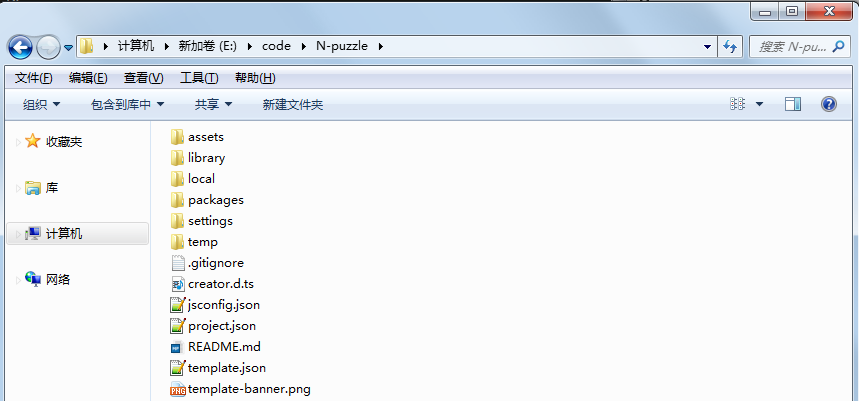 计算机 新加卷 (E:) code N-puzzle 搜索 N-pu...
文件(F) 编辑(E) 查看(V) 工具(T) 帮助(H)
组织 包含到库中 共享 新建文件夹
收藏夹
库
计算机
网络
assets
library
local
packages
settings
temp
.gitignore
creator.d.ts
jsconfig.json
project.json
README.md
template.json
template-banner.png